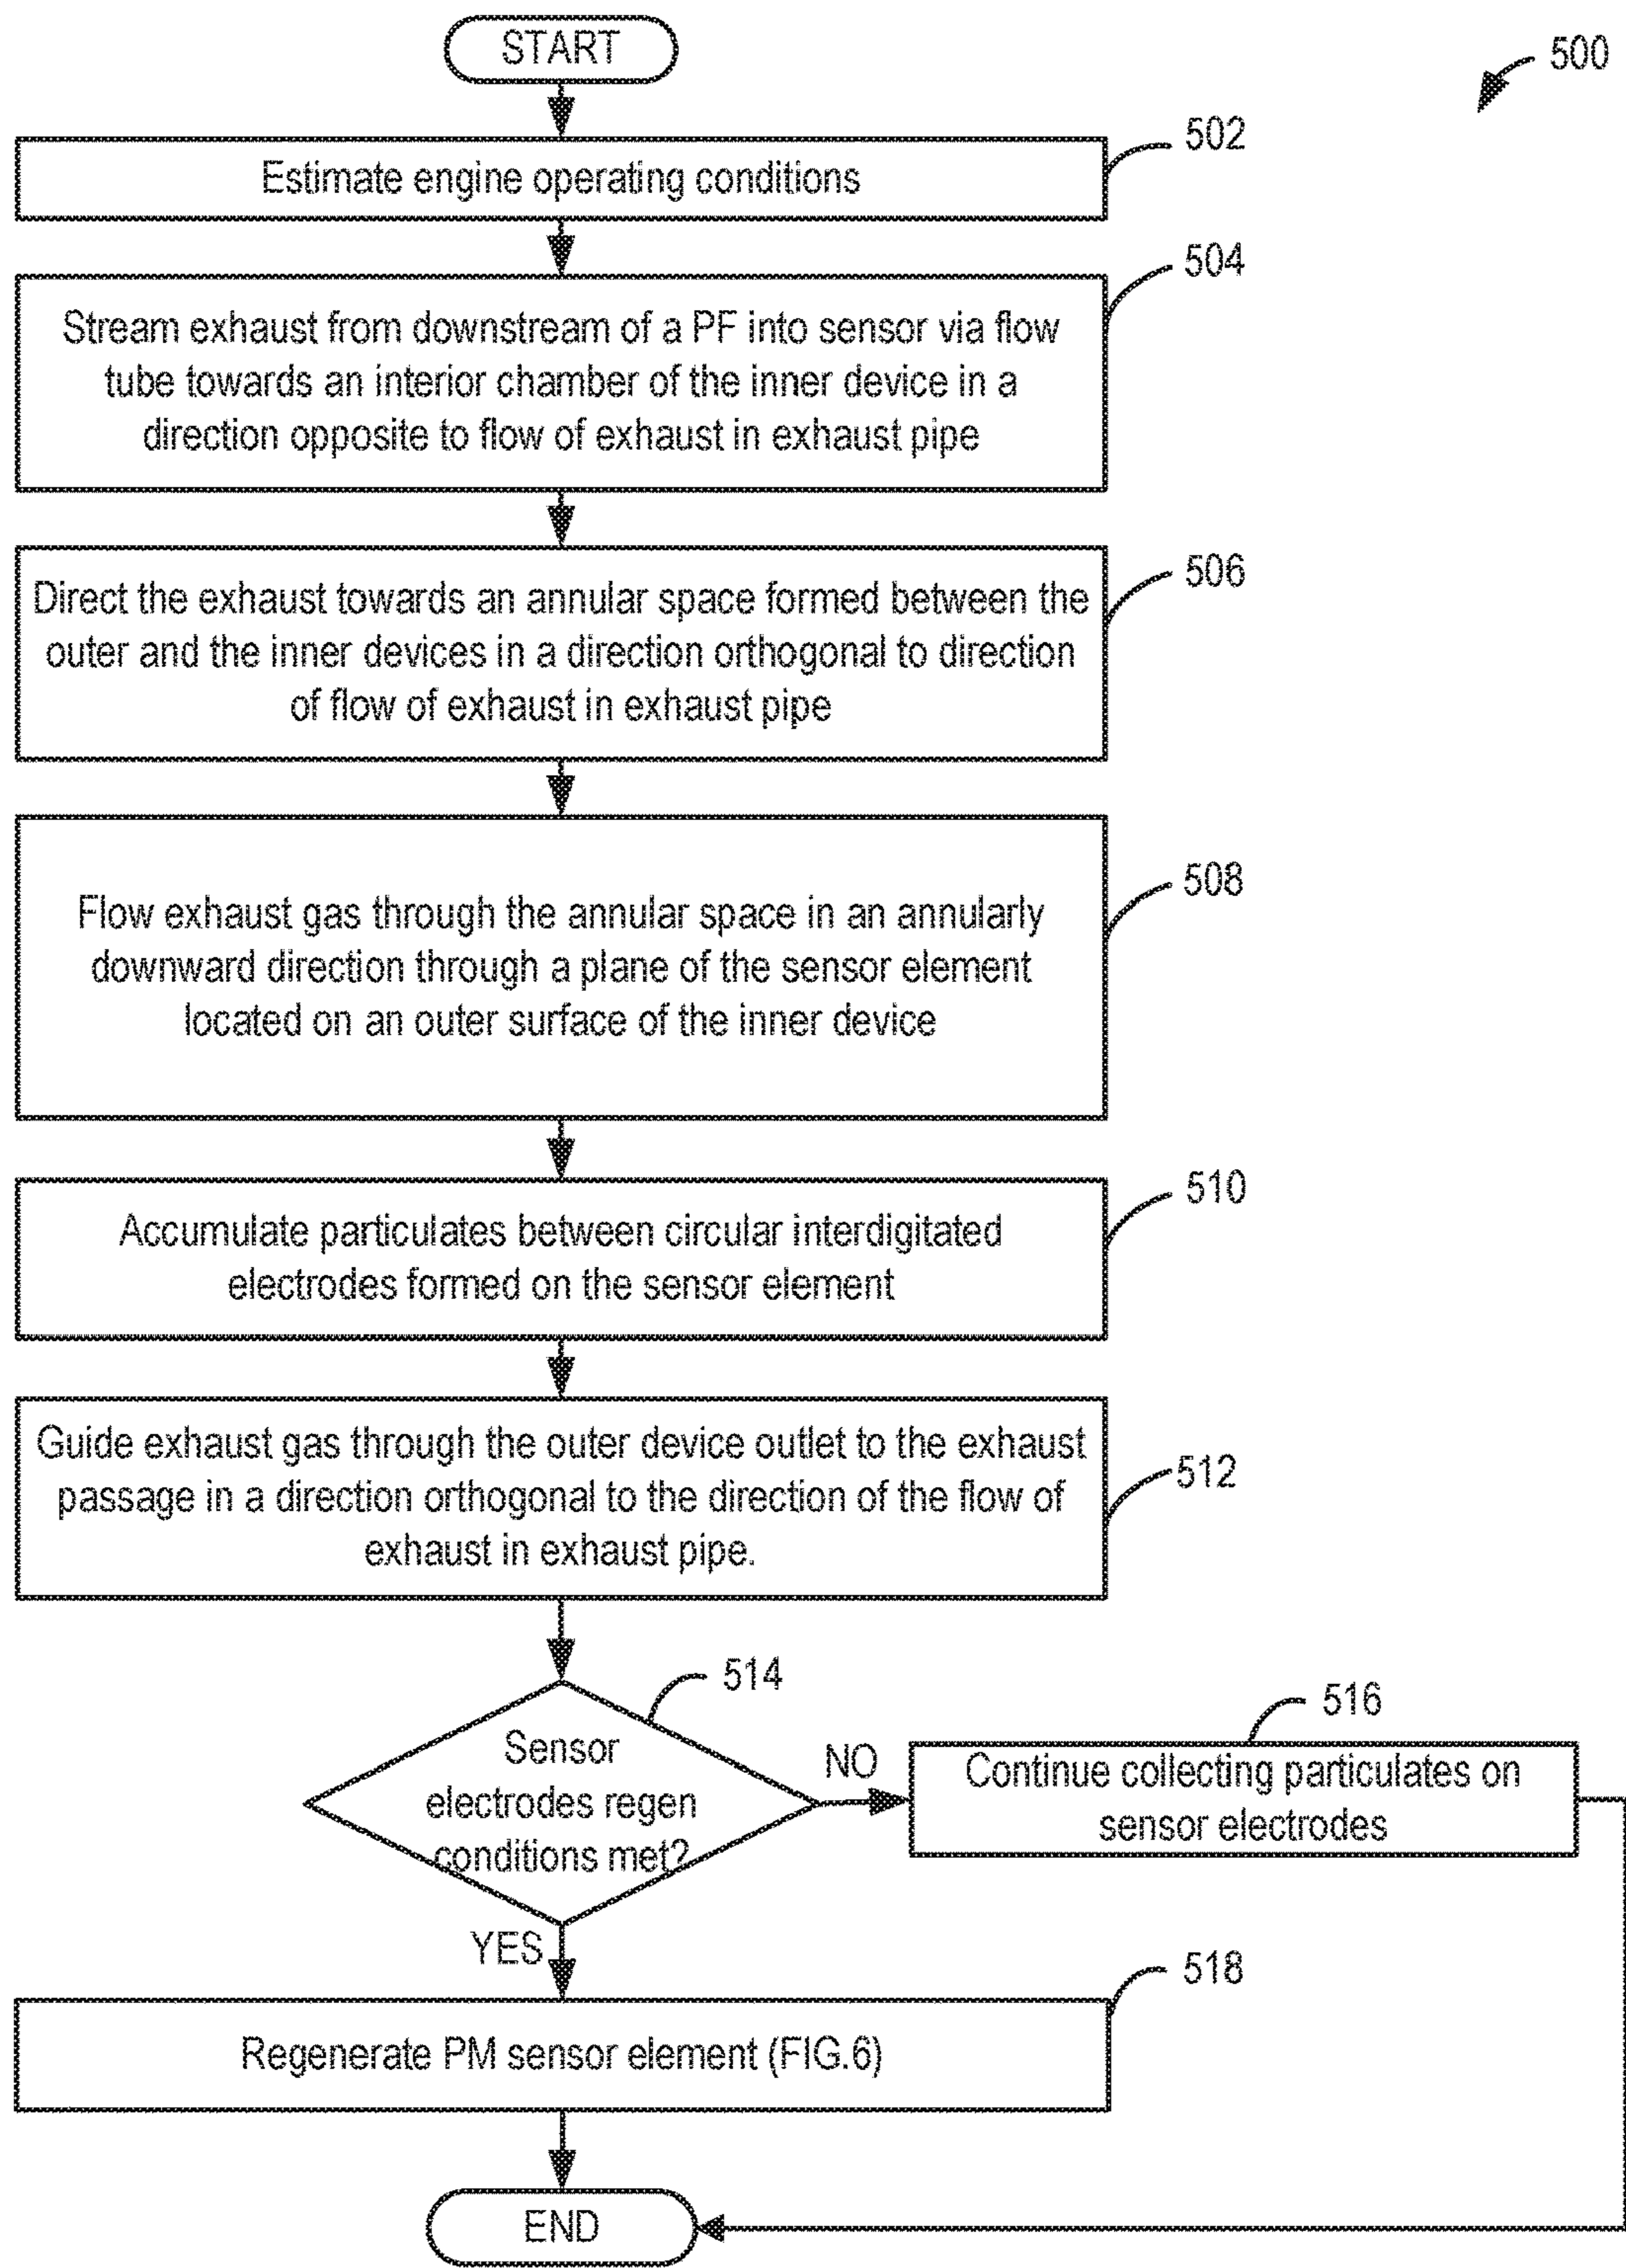 START
500
502
Estimate engine operating conditions
504
Stream exhaust from downstream of a PF into sensor via flow
tube towards an interior chamber of the inner device in a
direction opposite to flow of exhaust in exhaust pipe
506
Direct the exhaust towards an annular space formed between the
outer and the inner devices in a direction orthogonal to direction
of flow of exhaust in exhaust pipe
508
Flow exhaust gas through the annular space in an annularly
downward direction through a plane of the sensor element
located on an outer surface of the inner device
510
Accumulate particulates between circular interdigitated
electrodes formed on the sensor element
Guide exhaust gas through the outer device outlet to the exhaust
passage in a direction orthogonal to the direction of the flow of
exhaust in exhaust pipe.
512
514
Sensor
electrodes regen
conditions met?
NO
516
Continue collecting particulates on
sensor electrodes
YES
518
Regenerate PM sensor element (FIG.6)
END